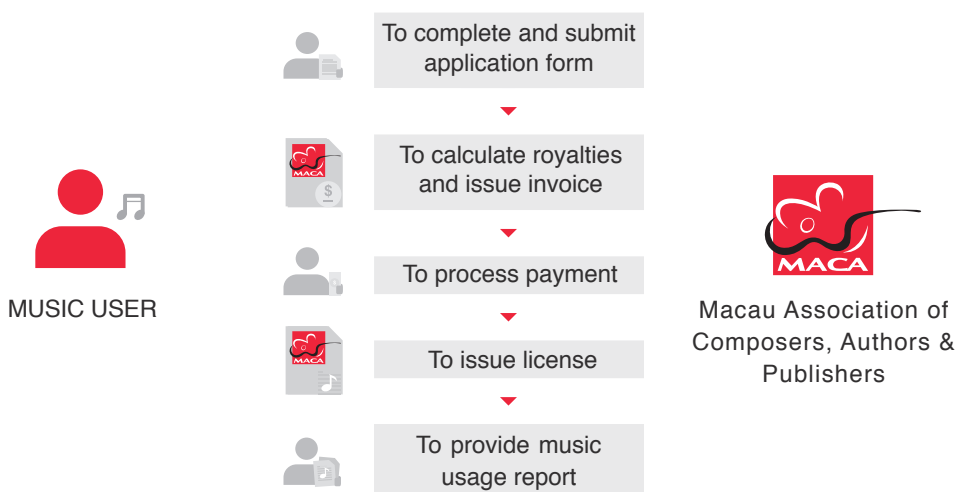 To complete and submit
application form
MACA
$
To calculate royalties
and issue invoice
MUSIC USER
To process payment
MACA
Macau Association of
Composers, Authors &
Publishers
MACA
To issue license
To provide music
usage report